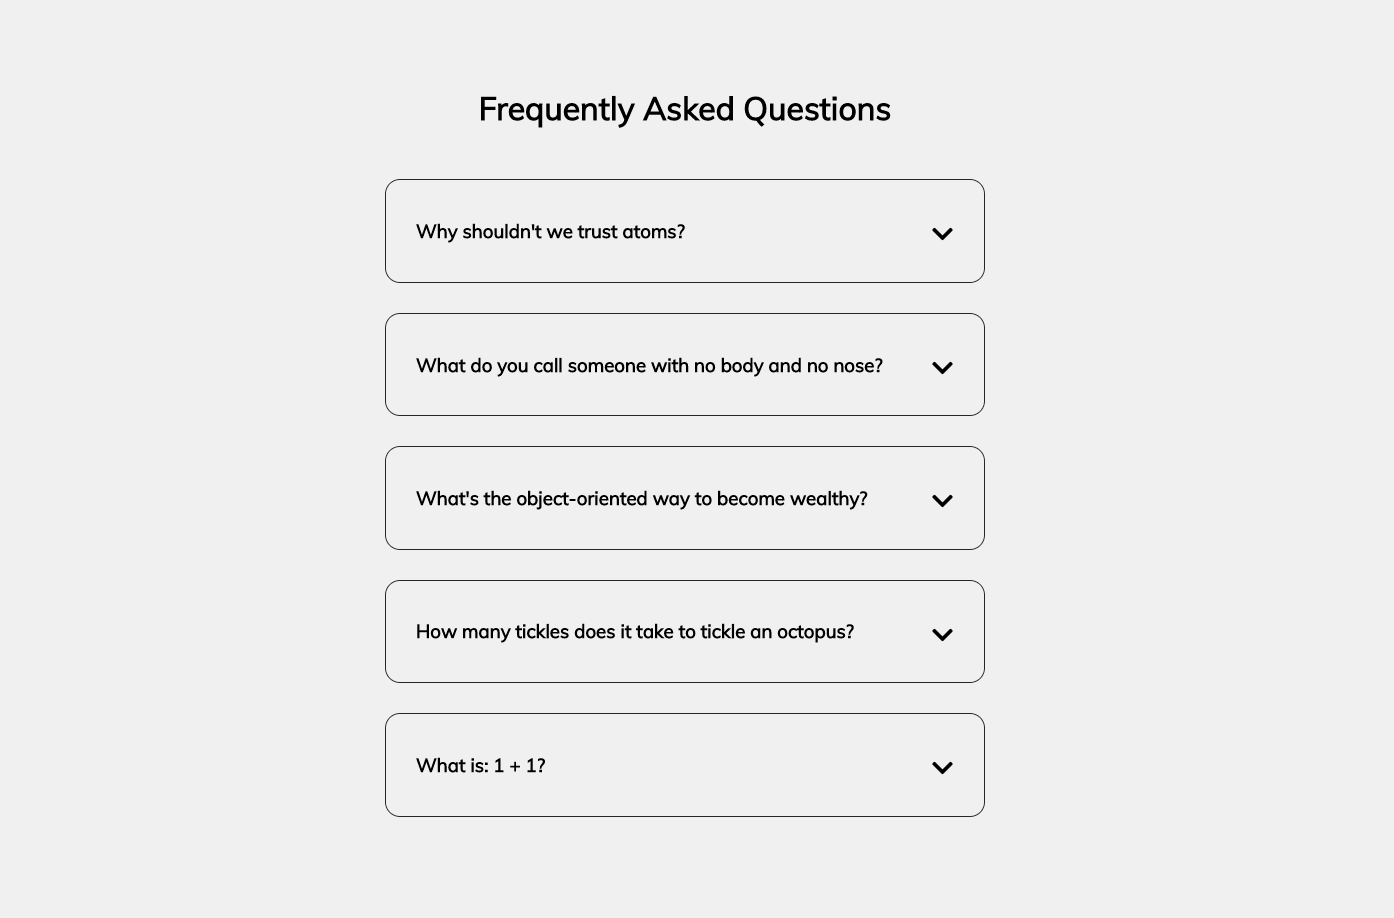 Frequently Asked Questions
Why shouldn't we trust atoms?
What do you call someone with no body and no nose?
What's the object-oriented way to become wealthy?
How many tickles does it take to tickle an octopus?
What is: 1 + 1?